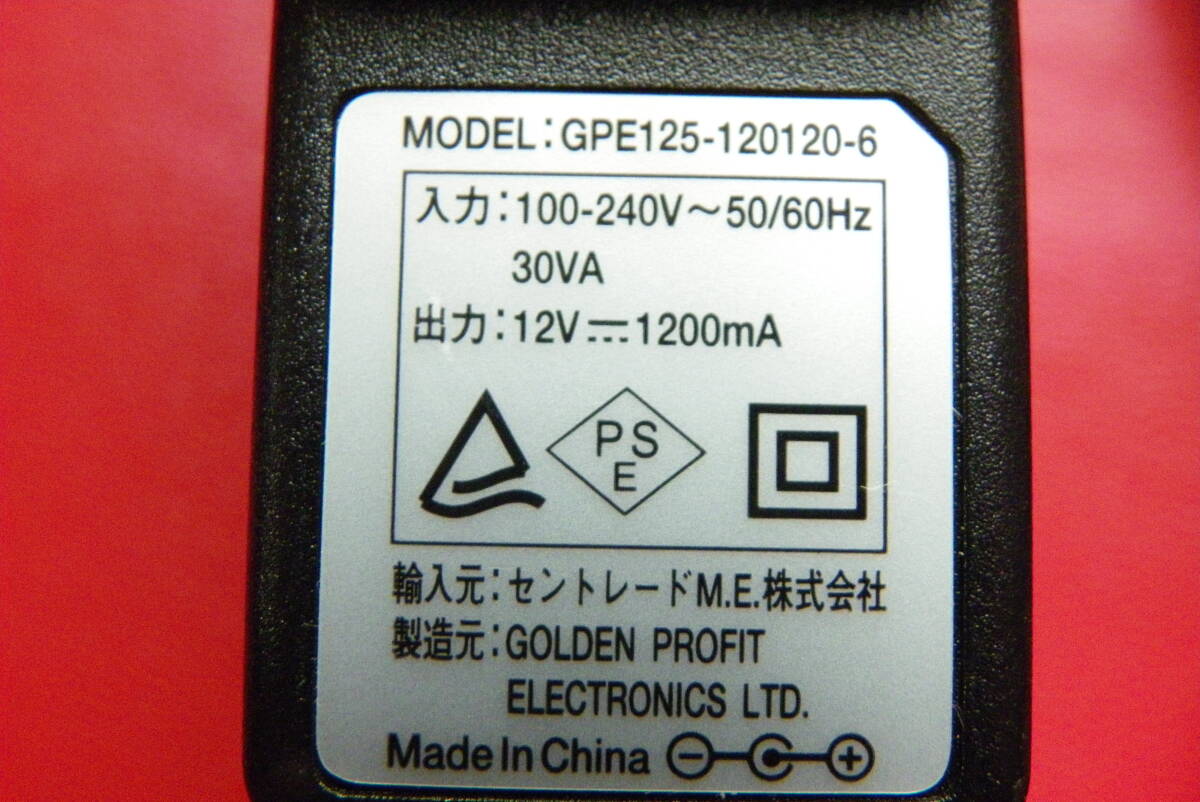 MODEL:GPE125-120120-6
入力:100-240V~50/60Hz
30VA
出力:12V⎓1200mA
PSE
輸入元:セントレードM.E.株式会社
製造元:GOLDEN PROFIT
ELECTRONICS LTD.
Made In China